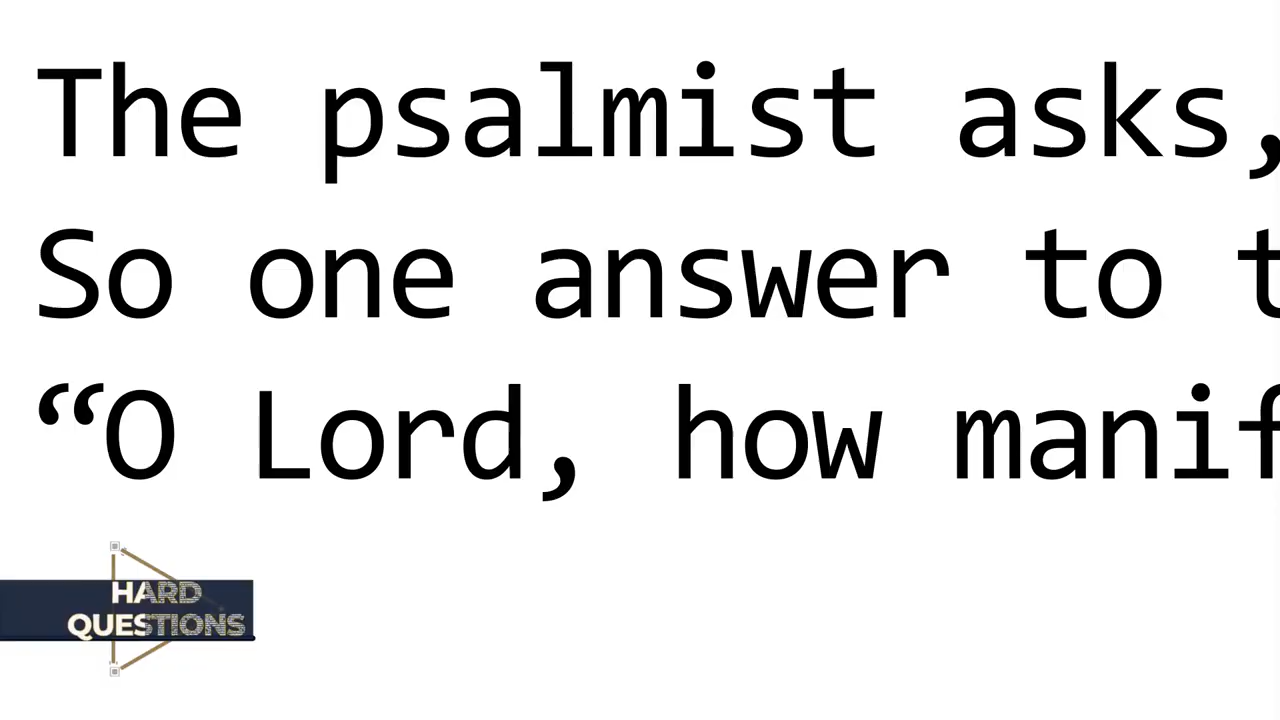 The psalmist asks,
So one answer to t
“O Lord, how manif
HARD
QUESTIONS